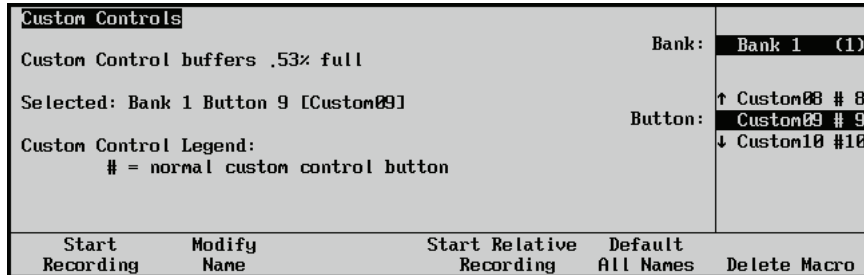 Custom Controls
Bank: Bank 1 (1)
Custom Control buffers .53% full
↑ Custom08 # 8
Selected: Bank 1 Button 9 [Custom09]
Button: Custom09 # 9
↓ Custom10 #10
Custom Control Legend:
# = normal custom control button
Start Recording
Modify Name
Start Relative Recording
Default All Names
Delete Macro